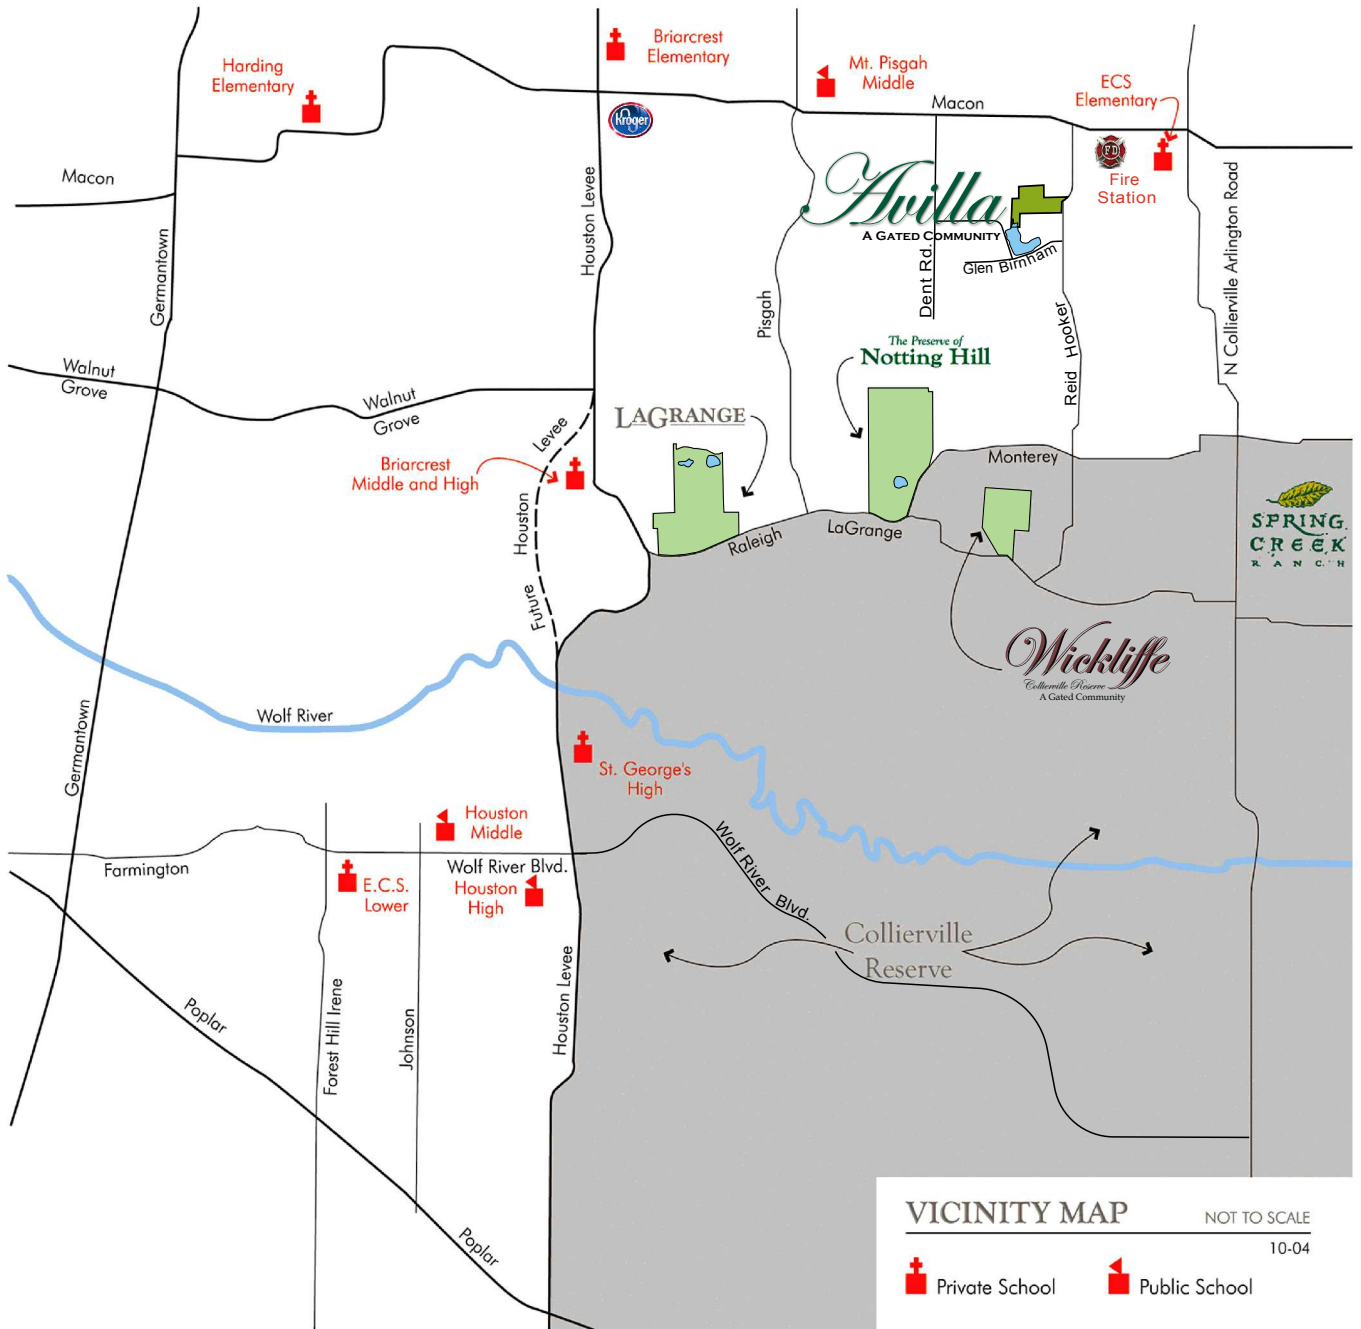 Harding
Elementary
Briarcrest
Elementary
Kroger
Mt. Pisgah
Middle
Macon
ECS
Elementary
FD
Fire
Station
Macon
Germantown
Houston Levee
Avilla
A GATED COMMUNITY
Dent Rd.
Glen Birnham
N Collierville Arlington Road
Pisgah
Reid Hooker
The Preserve of
Notting Hill
Walnut
Grove
Walnut
Grove
LAGRANGE
Levee
Houston
Future
Briarcrest
Middle and High
Monterey
Raleigh
LaGrange
SPRING
CREEK
RANCH
Wickliffe
Collierville Reserve
A Gated Community
Wolf River
Germantown
St. George's
High
Houston
Middle
Farmington
Wolf River Blvd.
E.C.S.
Lower
Houston
High
Wolf River Blvd.
Collierville
Reserve
Poplar
Forest Hill Irene
Johnson
Houston Levee
Poplar
VICINITY MAP
NOT TO SCALE
10-04
Private School
Public School